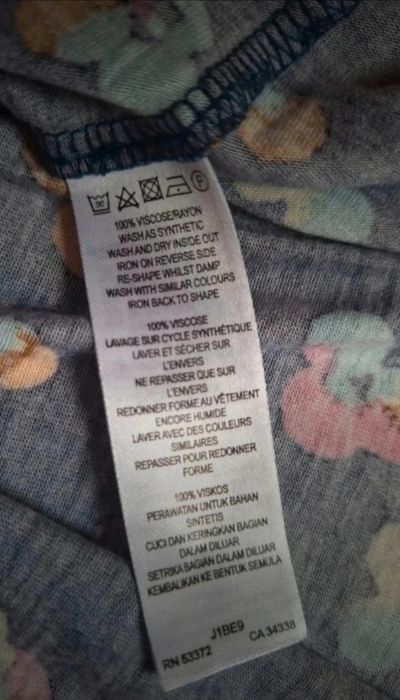 100% VISCOSE/RAYON
WASH AS SYNTHETIC
WASH AND DRY INSIDE OUT
IRON ON REVERSE SIDE
RE-SHAPE WHILST DAMP
WASH WITH SIMILAR COLOURS
IRON BACK TO SHAPE
100% VISCOSE
LAVAGE SUR CYCLE SYNTHÉTIQUE
LAVER ET SÉCHER SUR
L'ENVERS
NE REPASSER QUE SUR
L'ENVERS
REDONNER FORME AU VÊTEMENT
ENCORE HUMIDE
LAVER AVEC DES COULEURS
SIMILAIRES
REPASSER POUR REDONNER
FORME
100% VISKOS
PERAWATAN UNTUK BAHAN
SINTETIS
CUCI DAN KERINGKAN BAGIAN
DALAM DILUAR
SETRIKA BAGIAN DALAM DILUAR
KEMBALIKAN KE BENTUK SEMULA
J1BE9
RN 53372 CA 34338